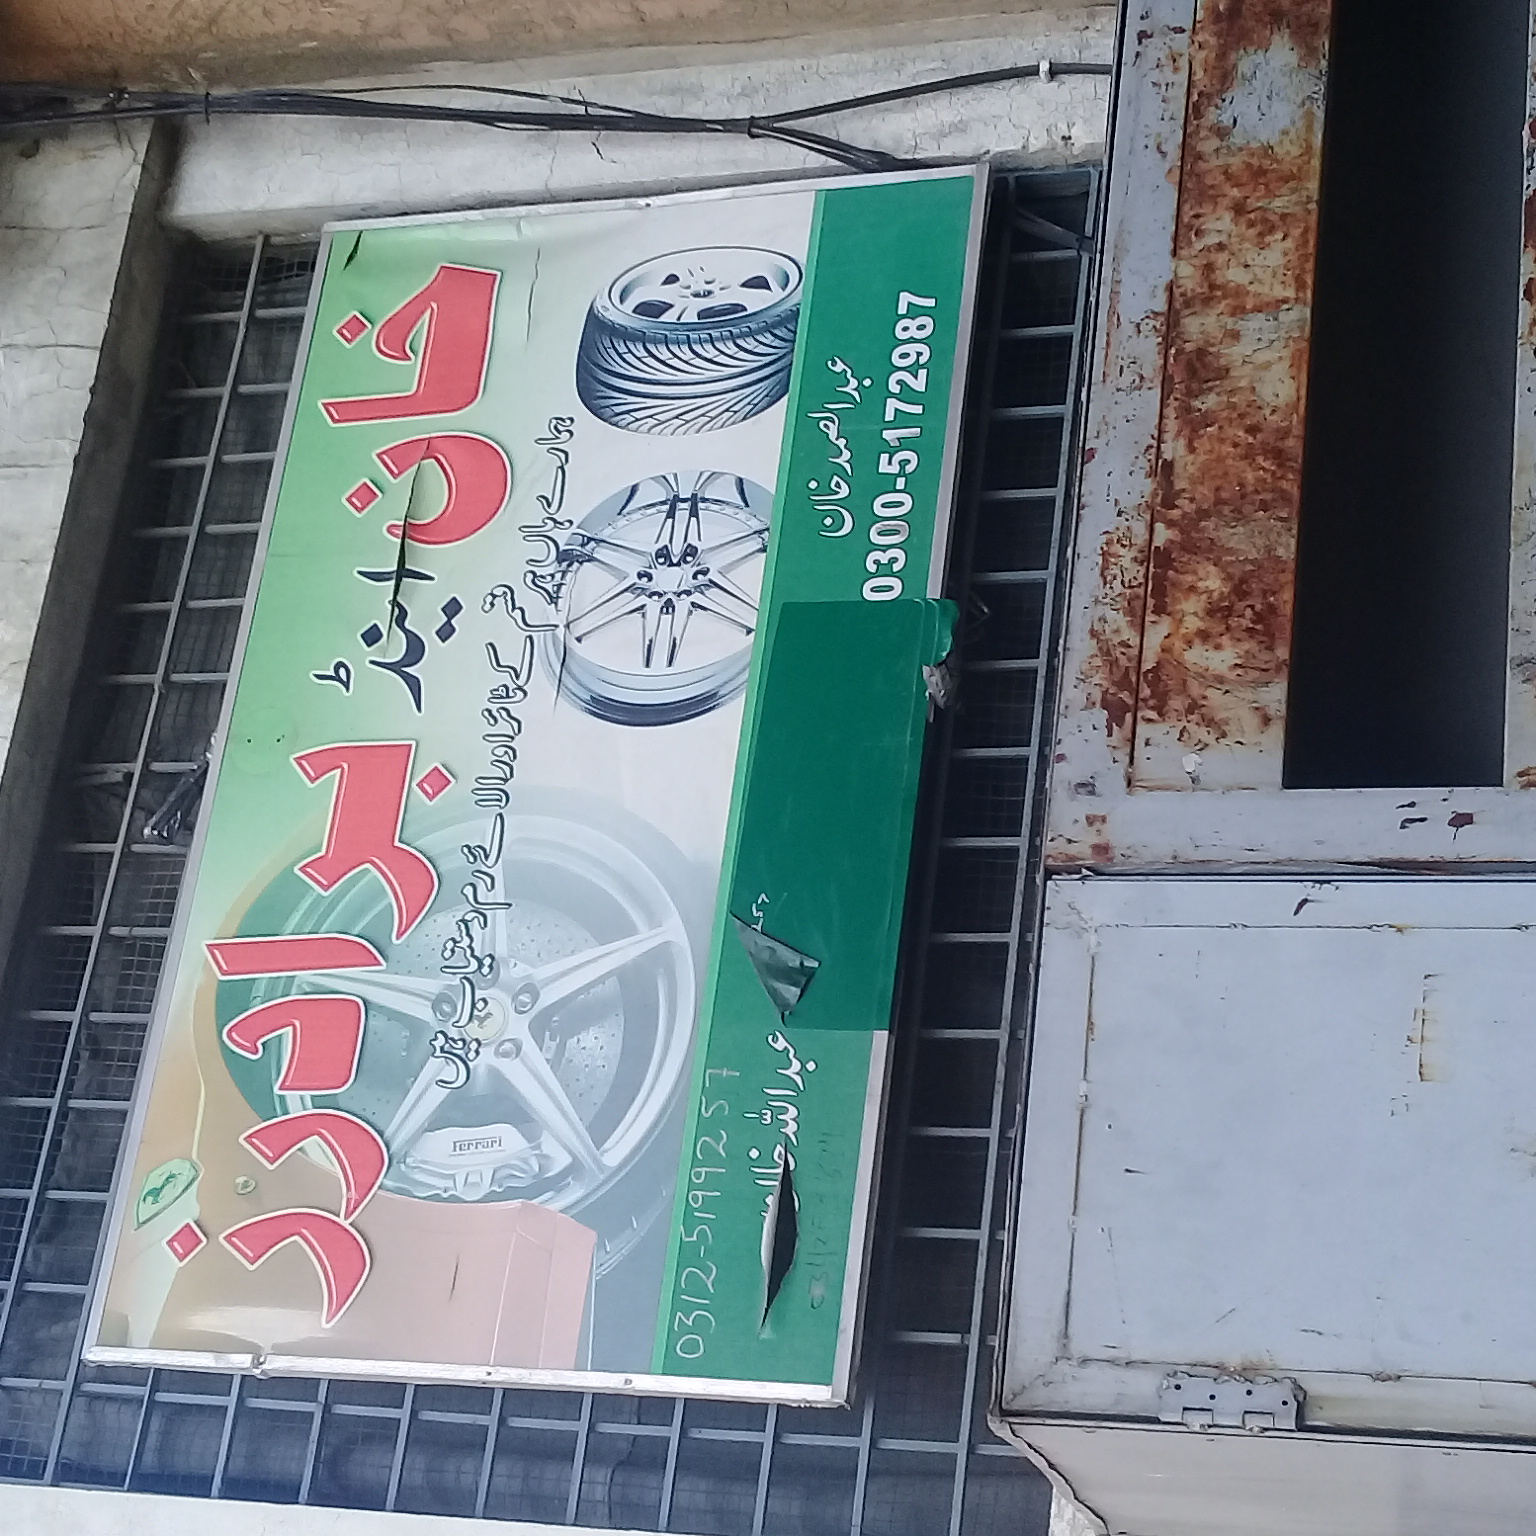 خان اینڈ برادرز
ہمارے ہاں ہر قسم کے ٹائر اور الائے رم دستیاب ہیں
Ferrari
عبدالصمد خان
0300-5172987
عبداللہ خان
0312-5199257